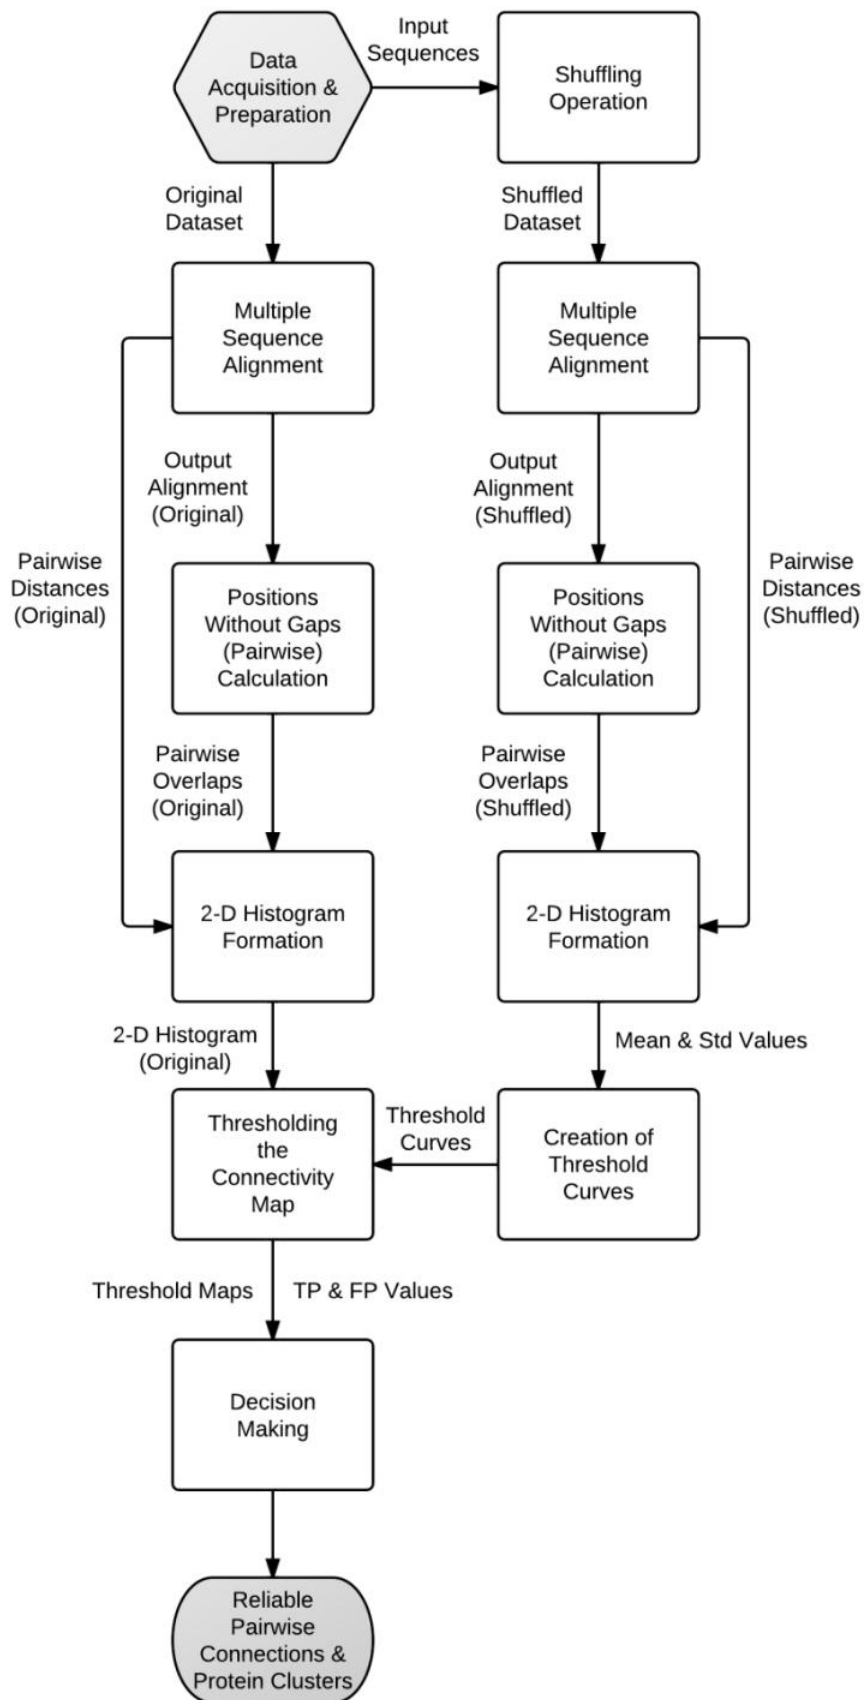 Data
Acquisition &
Preparation
Input
Sequences
Shuffling
Operation
Original
Dataset
Shuffled
Dataset
Multiple
Sequence
Alignment
Multiple
Sequence
Alignment
Output
Alignment
(Original)
Output
Alignment
(Shuffled)
Pairwise
Distances
(Original)
Positions
Without Gaps
(Pairwise)
Calculation
Positions
Without Gaps
(Pairwise)
Calculation
Pairwise
Distances
(Shuffled)
Pairwise
Overlaps
(Original)
Pairwise
Overlaps
(Shuffled)
2-D Histogram
Formation
2-D Histogram
Formation
2-D Histogram
(Original)
Mean & Std Values
Thresholding
the
Connectivity
Map
Threshold
Curves
Creation of
Threshold
Curves
Threshold Maps
TP & FP Values
Decision
Making
Reliable
Pairwise
Connections &
Protein Clusters